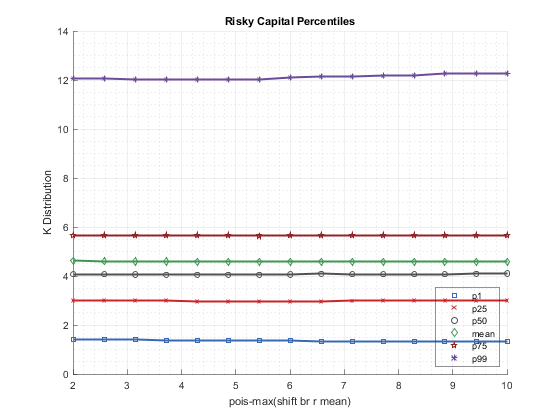 Risky Capital Percentiles
14
12
10
8
6
4
2
0
K Distribution
2 3 4 5 6 7 8 9 10
pois-max(shift br r mean)
p1
p25
p50
mean
p75
p99